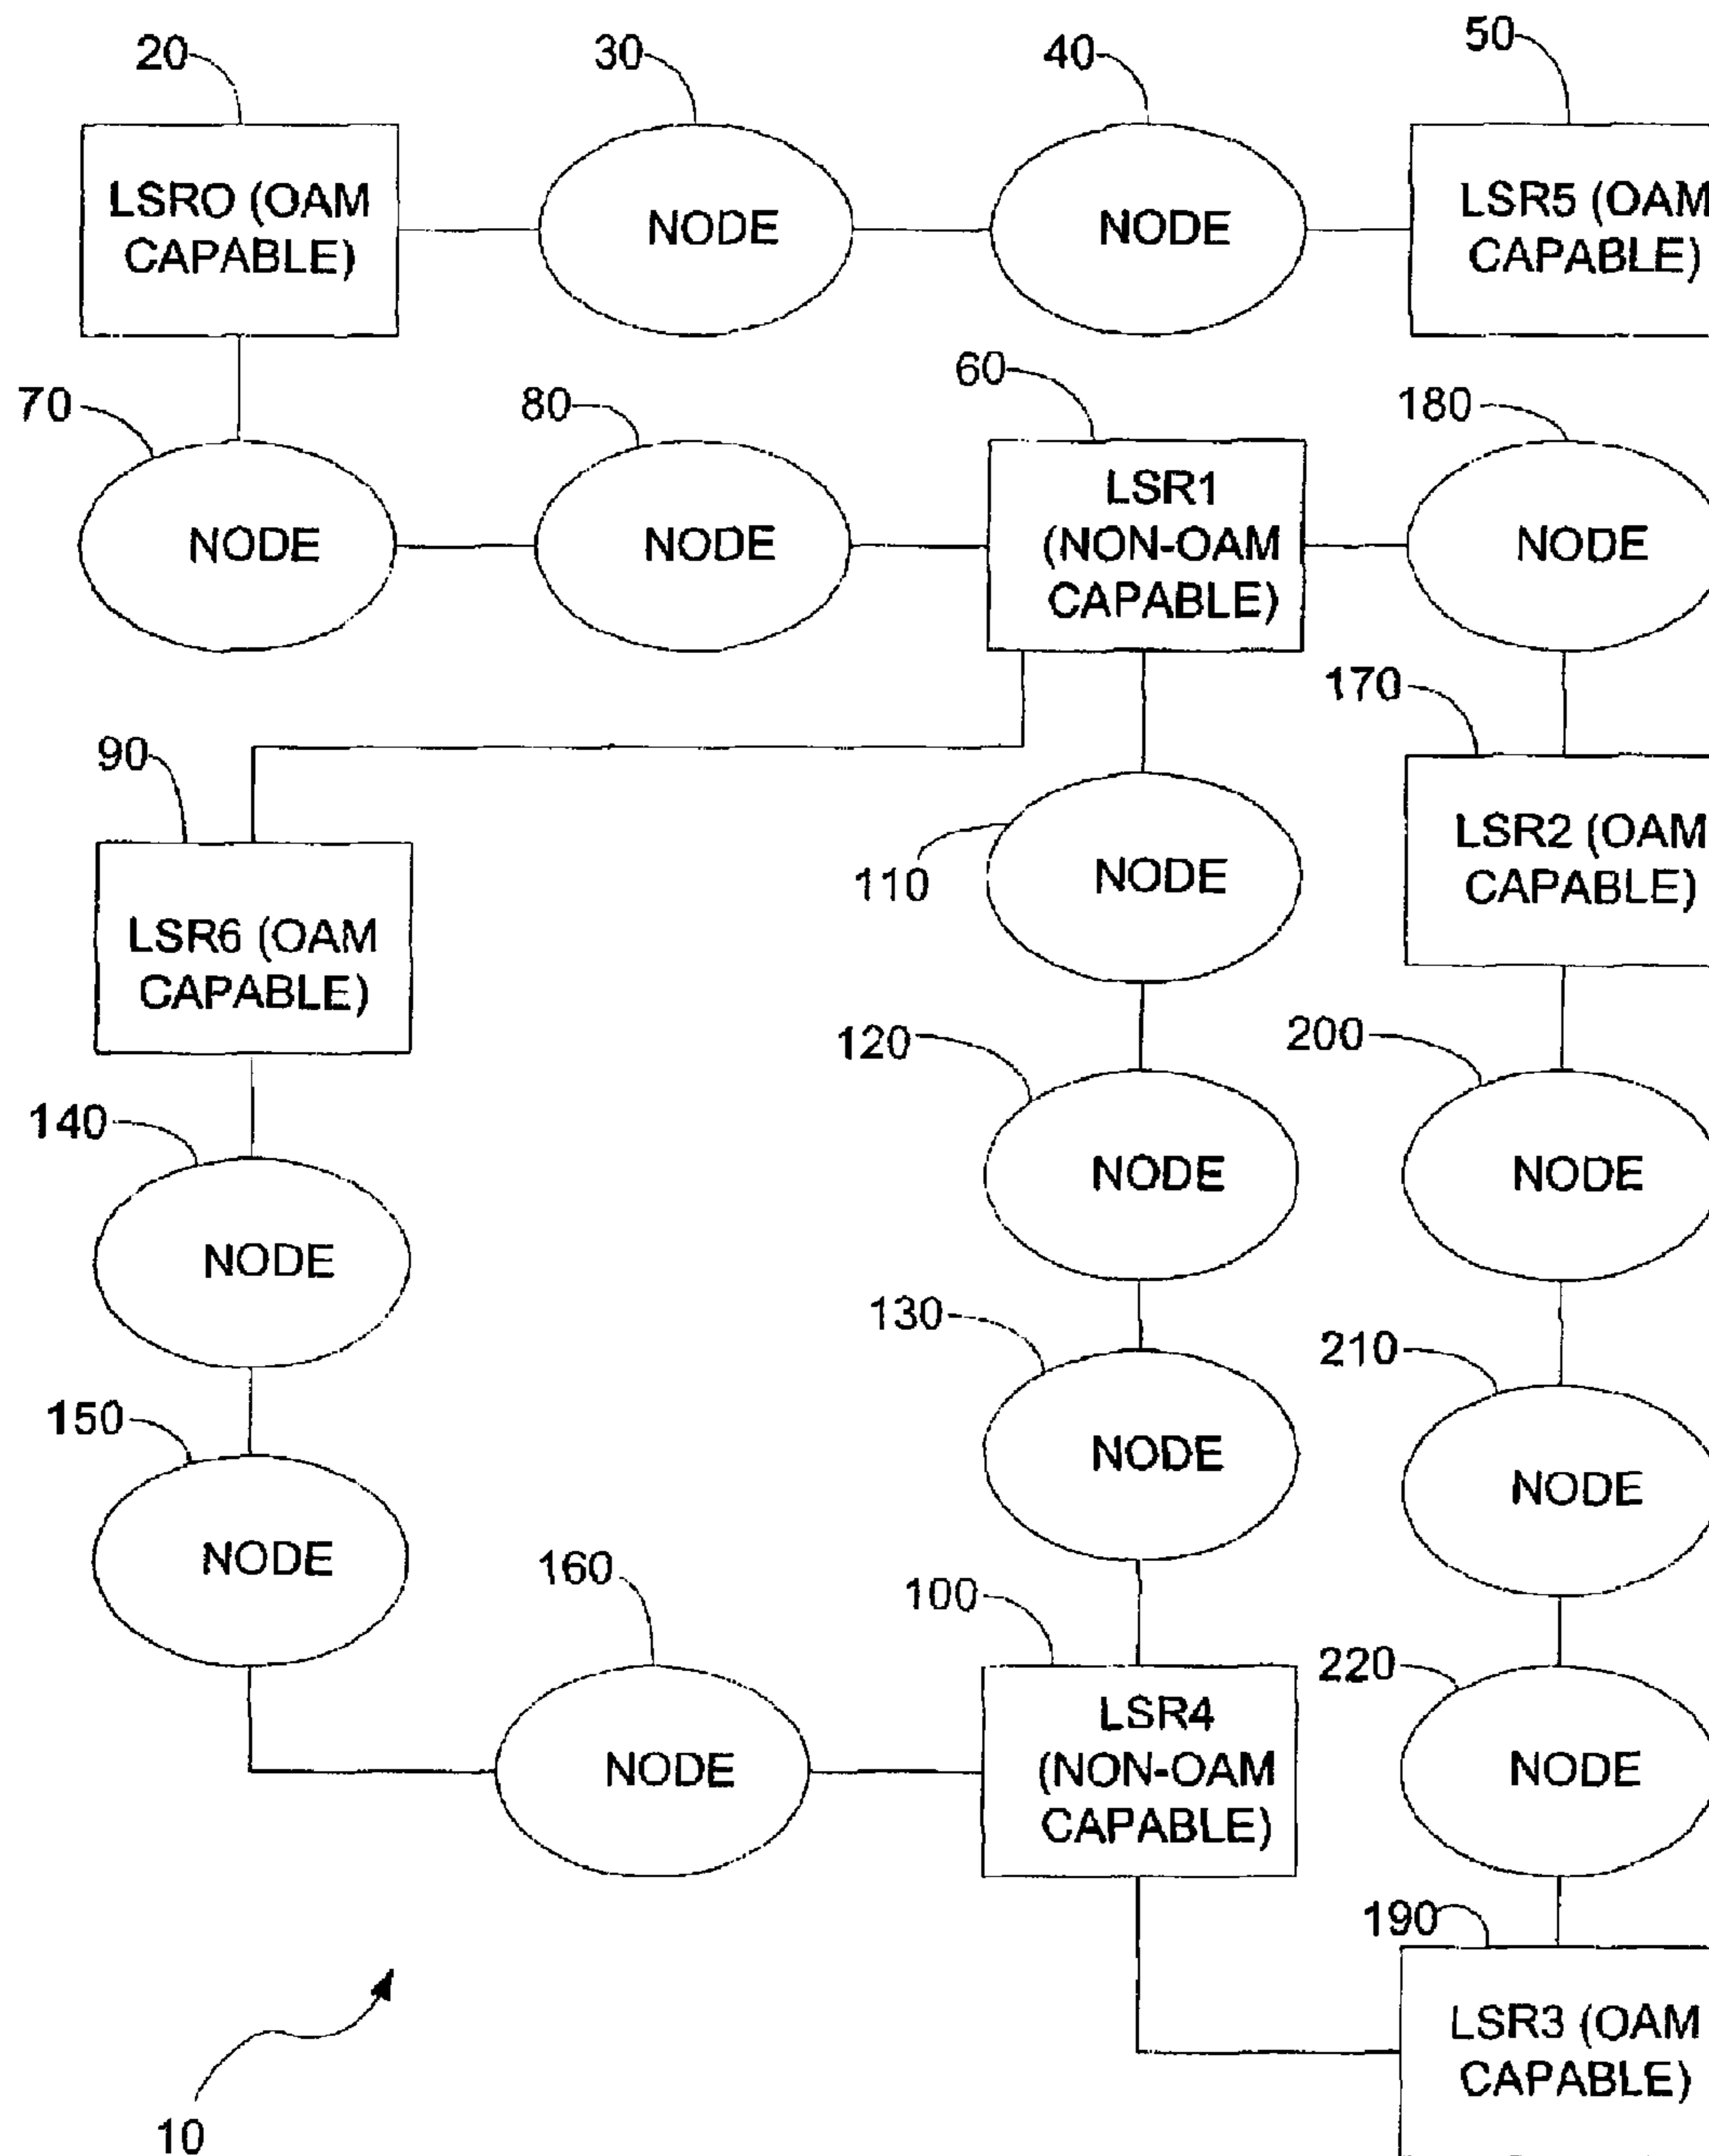 20
30
40
50
LSRO (OAM
CAPABLE)
NODE
NODE
LSR5 (OAM
CAPABLE)
70
80
60
180
NODE
NODE
LSR1
(NON-OAM
CAPABLE)
NODE
170
90
110
NODE
LSR2 (OAM
CAPABLE)
LSR6 (OAM
CAPABLE)
120
200
140
NODE
NODE
NODE
130
210
150
NODE
NODE
NODE
160
100
220
NODE
LSR4
(NON-OAM
CAPABLE)
NODE
190
LSR3 (OAM
CAPABLE)
10